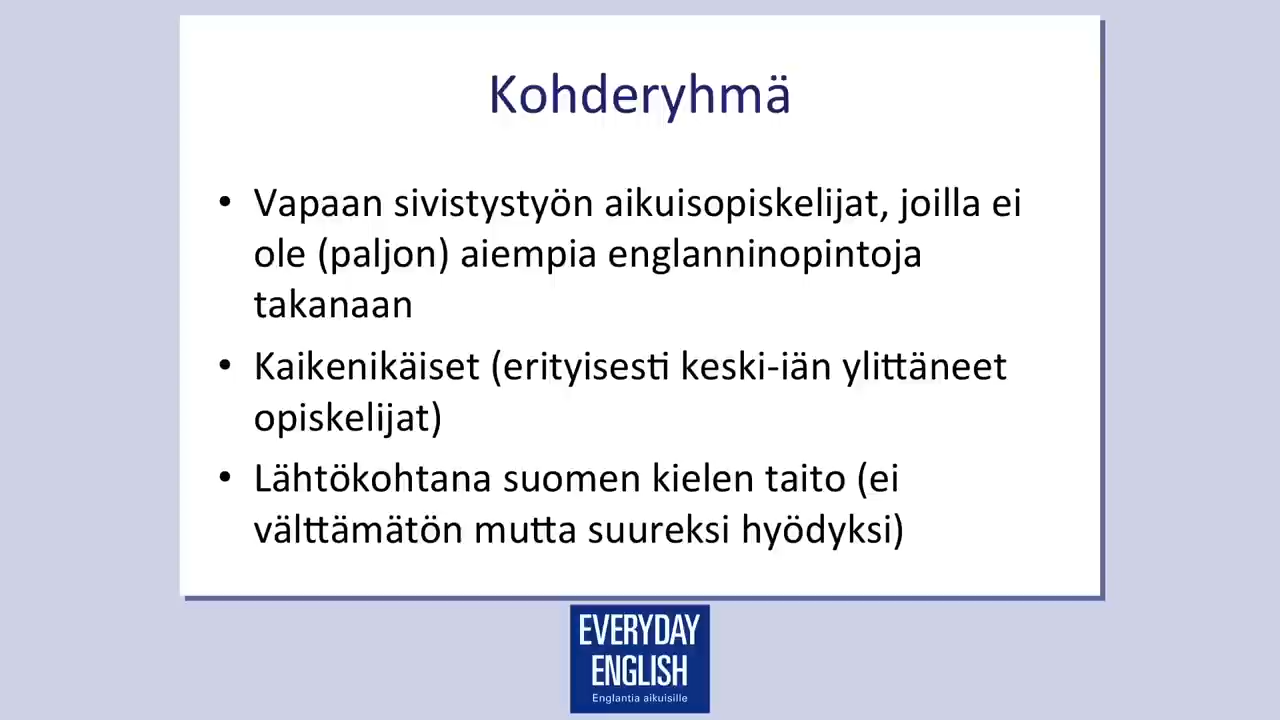 Kohderyhmä
• Vapaan sivistystyön aikuisopiskelijat, joilla ei
ole (paljon) aiempia englanninopintoja
takanaan
• Kaikenikäiset (erityisesti keski-iän ylittäneet
opiskelijat)
• Lähtökohtana suomen kielen taito (ei
välttämätön mutta suureksi hyödyksi)
EVERYDAY
ENGLISH
Englantia aikuisille